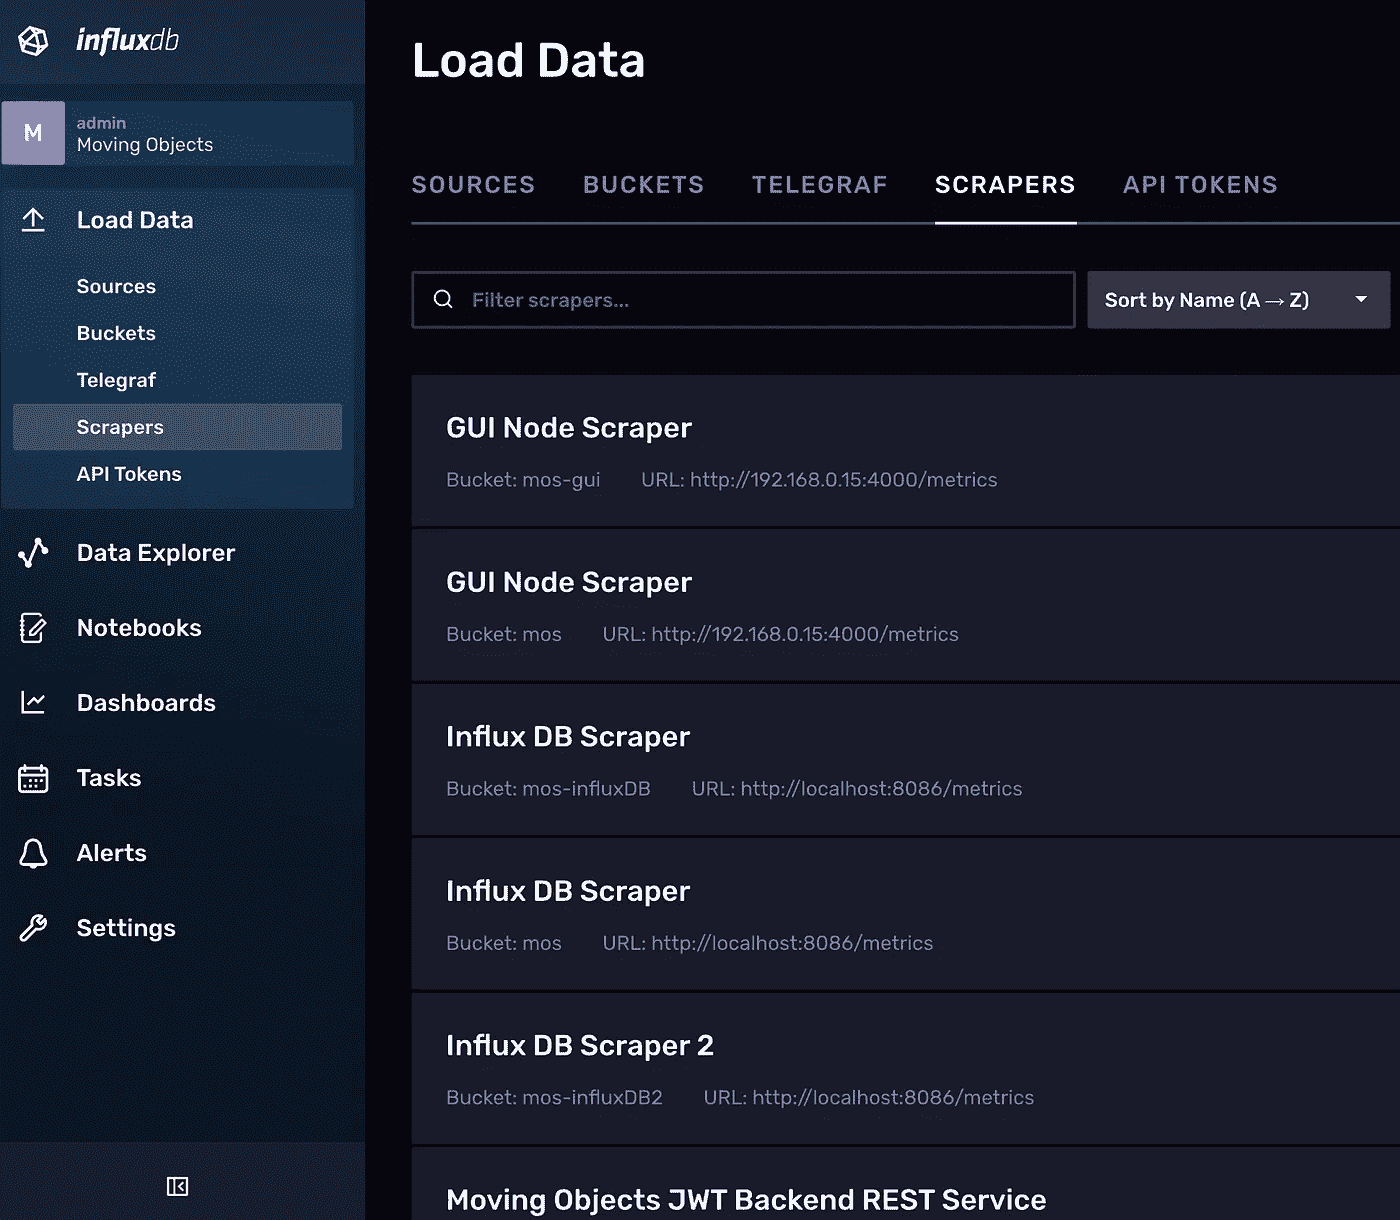 influxdb
M
admin
Moving Objects
Load Data
Sources
Buckets
Telegraf
Scrapers
API Tokens
Data Explorer
Notebooks
Dashboards
Tasks
Alerts
Settings
Load Data
SOURCES BUCKETS TELEGRAF SCRAPERS API TOKENS
Filter scrapers... Sort by Name (A → Z)
GUI Node Scraper
Bucket: mos-gui URL: http://192.168.0.15:4000/metrics
GUI Node Scraper
Bucket: mos URL: http://192.168.0.15:4000/metrics
Influx DB Scraper
Bucket: mos-influxDB URL: http://localhost:8086/metrics
Influx DB Scraper
Bucket: mos URL: http://localhost:8086/metrics
Influx DB Scraper 2
Bucket: mos-influxDB2 URL: http://localhost:8086/metrics
Moving Objects JWT Backend REST Service